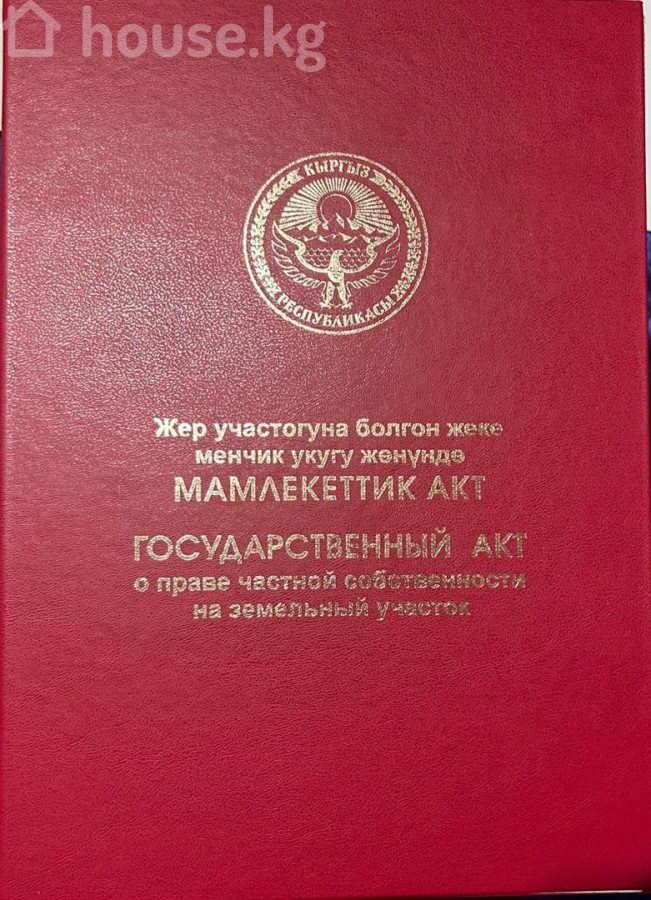 house.kg
КЫРГЫЗ
РЕСПУБЛИКАСЫ
Жер участогуна болгон жеке
менчик укугу жөнүндө
МАМЛЕКЕТТИК АКТ
ГОСУДАРСТВЕННЫЙ АКТ
о праве частной собственности
на земельный участок